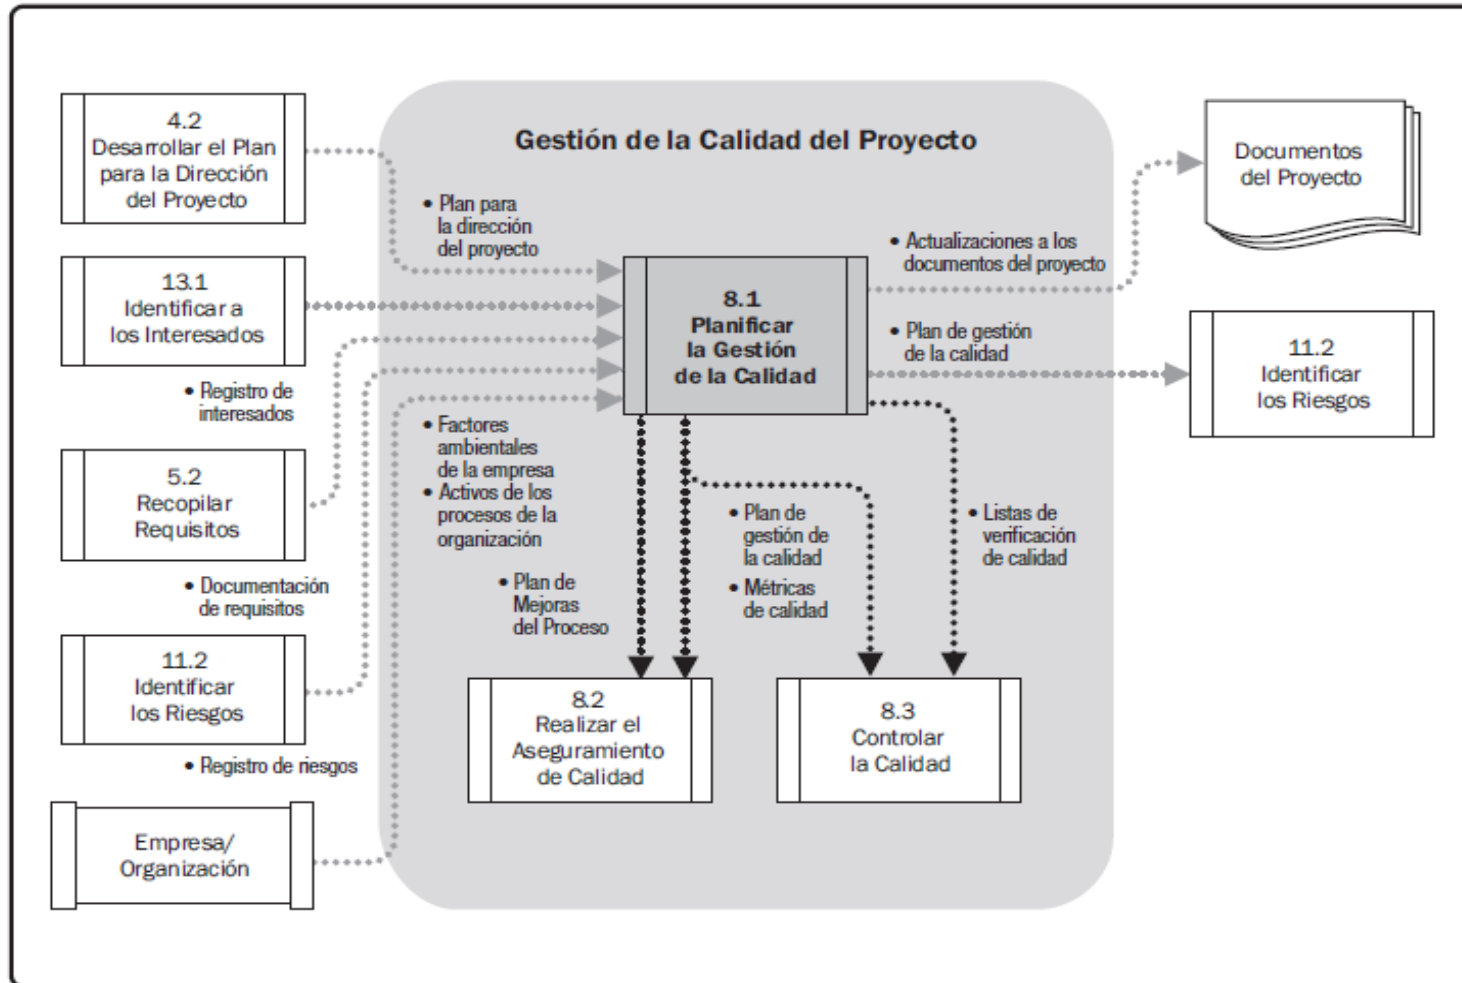 Gestión de la Calidad del Proyecto
4.2
Desarrollar el Plan
para la Dirección
del Proyecto
13.1
Identificar a
los Interesados
• Registro de
interesados
5.2
Recopilar
Requisitos
• Documentación
de requisitos
11.2
Identificar
los Riesgos
• Registro de riesgos
Empresa/
Organización
• Plan para
la dirección
del proyecto
8.1
Planificar
la Gestión
de la Calidad
• Factores
ambientales
de la empresa
• Activos de los
procesos de la
organización
• Plan de
Mejoras
del Proceso
• Plan de
gestión de
la calidad
• Métricas
de calidad
• Listas de
verificación
de calidad
8.2
Realizar el
Aseguramiento
de Calidad
8.3
Controlar
la Calidad
• Actualizaciones a los
documentos del proyecto
• Plan de gestión
de la calidad
Documentos
del Proyecto
11.2
Identificar
los Riesgos